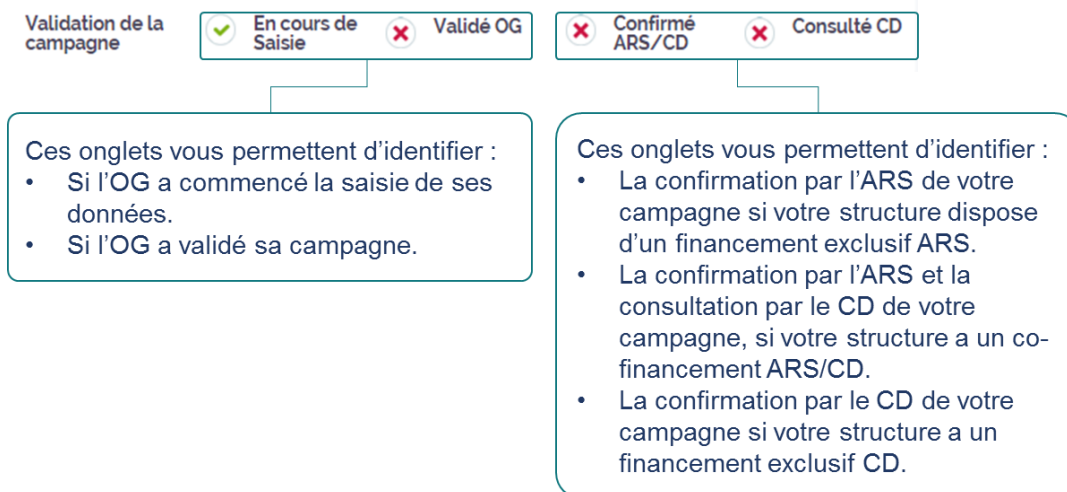 Validation de la
campagne
En cours de
Saisie
Validé OG
Confirmé
ARS/CD
Consulté CD
Ces onglets vous permettent d'identifier :
• Si l'OG a commencé la saisie de ses
données.
• Si l'OG a validé sa campagne.
Ces onglets vous permettent d'identifier :
• La confirmation par l'ARS de votre
campagne si votre structure dispose
d'un financement exclusif ARS.
• La confirmation par l'ARS et la
consultation par le CD de votre
campagne, si votre structure a un co-
financement ARS/CD.
• La confirmation par le CD de votre
campagne si votre structure a un
financement exclusif CD.